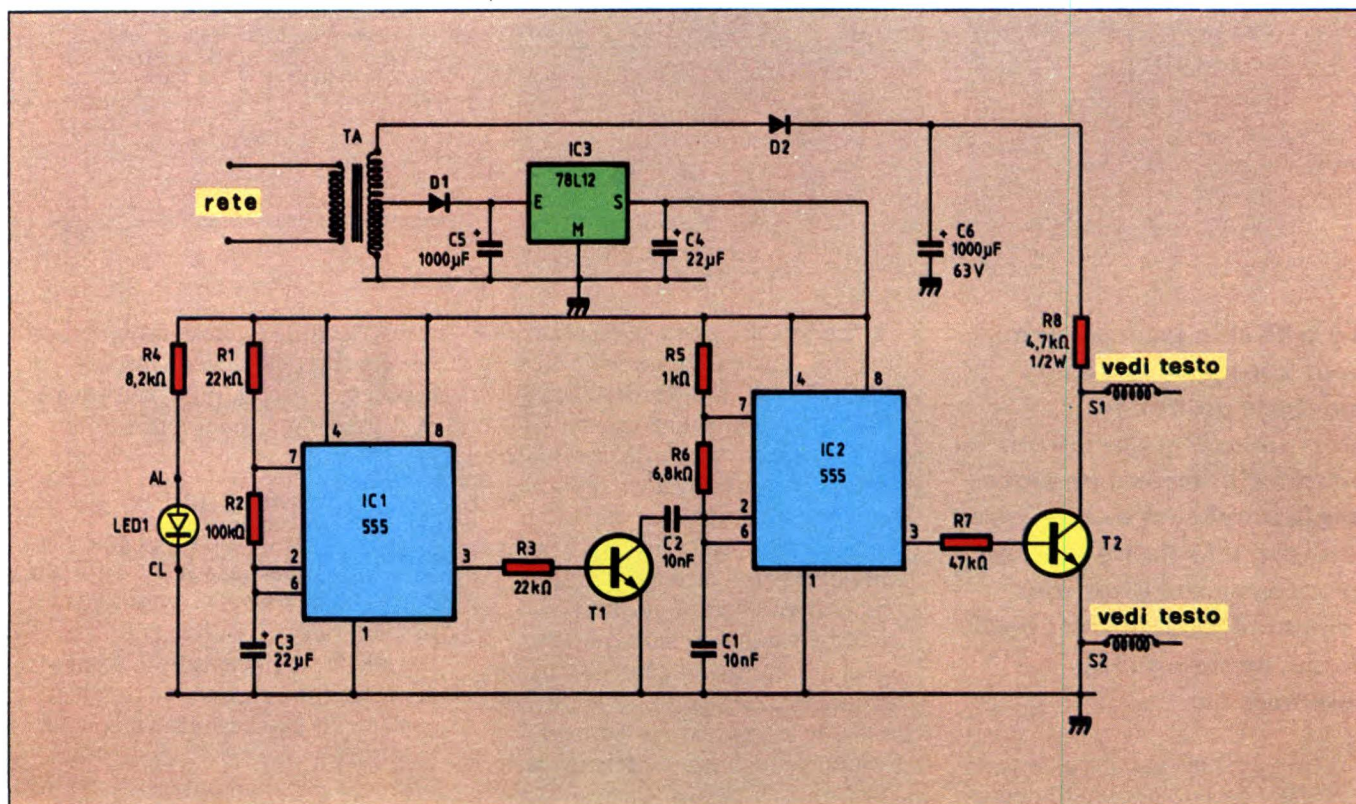 TA
rete
D1
IC3
78L12
E
S
M
+
C5
1000µF
+
C4
22µF
D2
+
C6
1000µF
63V
R8
4,7kΩ
1/2W
vedi testo
S1
R4
8,2kΩ
R1
22kΩ
R5
1kΩ
4
8
7
IC1
555
R2
100kΩ
2
6
3
1
AL
LED1
CL
+
C3
22µF
R3
22kΩ
T1
C2
10nF
R6
6,8kΩ
4
8
7
IC2
555
2
6
3
1
C1
10nF
R7
47kΩ
T2
vedi testo
S2